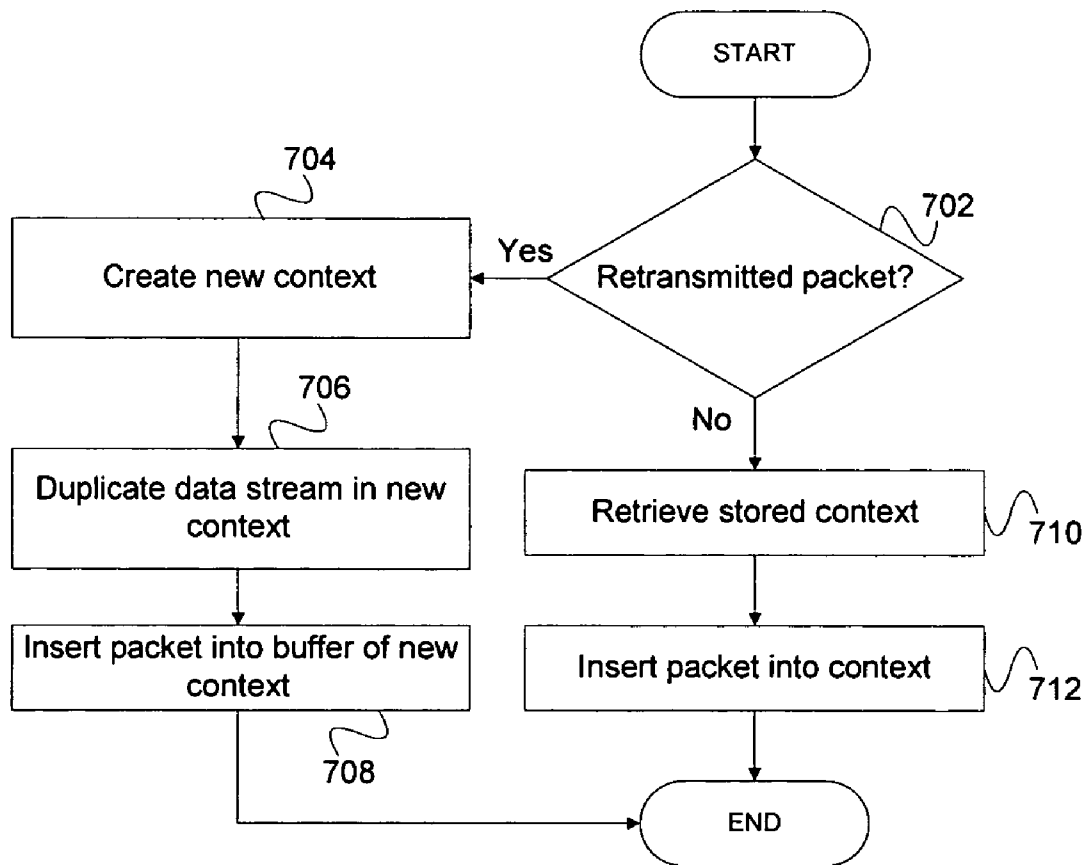 START
702
Retransmitted packet?
Yes
704
Create new context
706
Duplicate data stream in new
context
Insert packet into buffer of new
context
708
No
Retrieve stored context
710
Insert packet into context
712
END